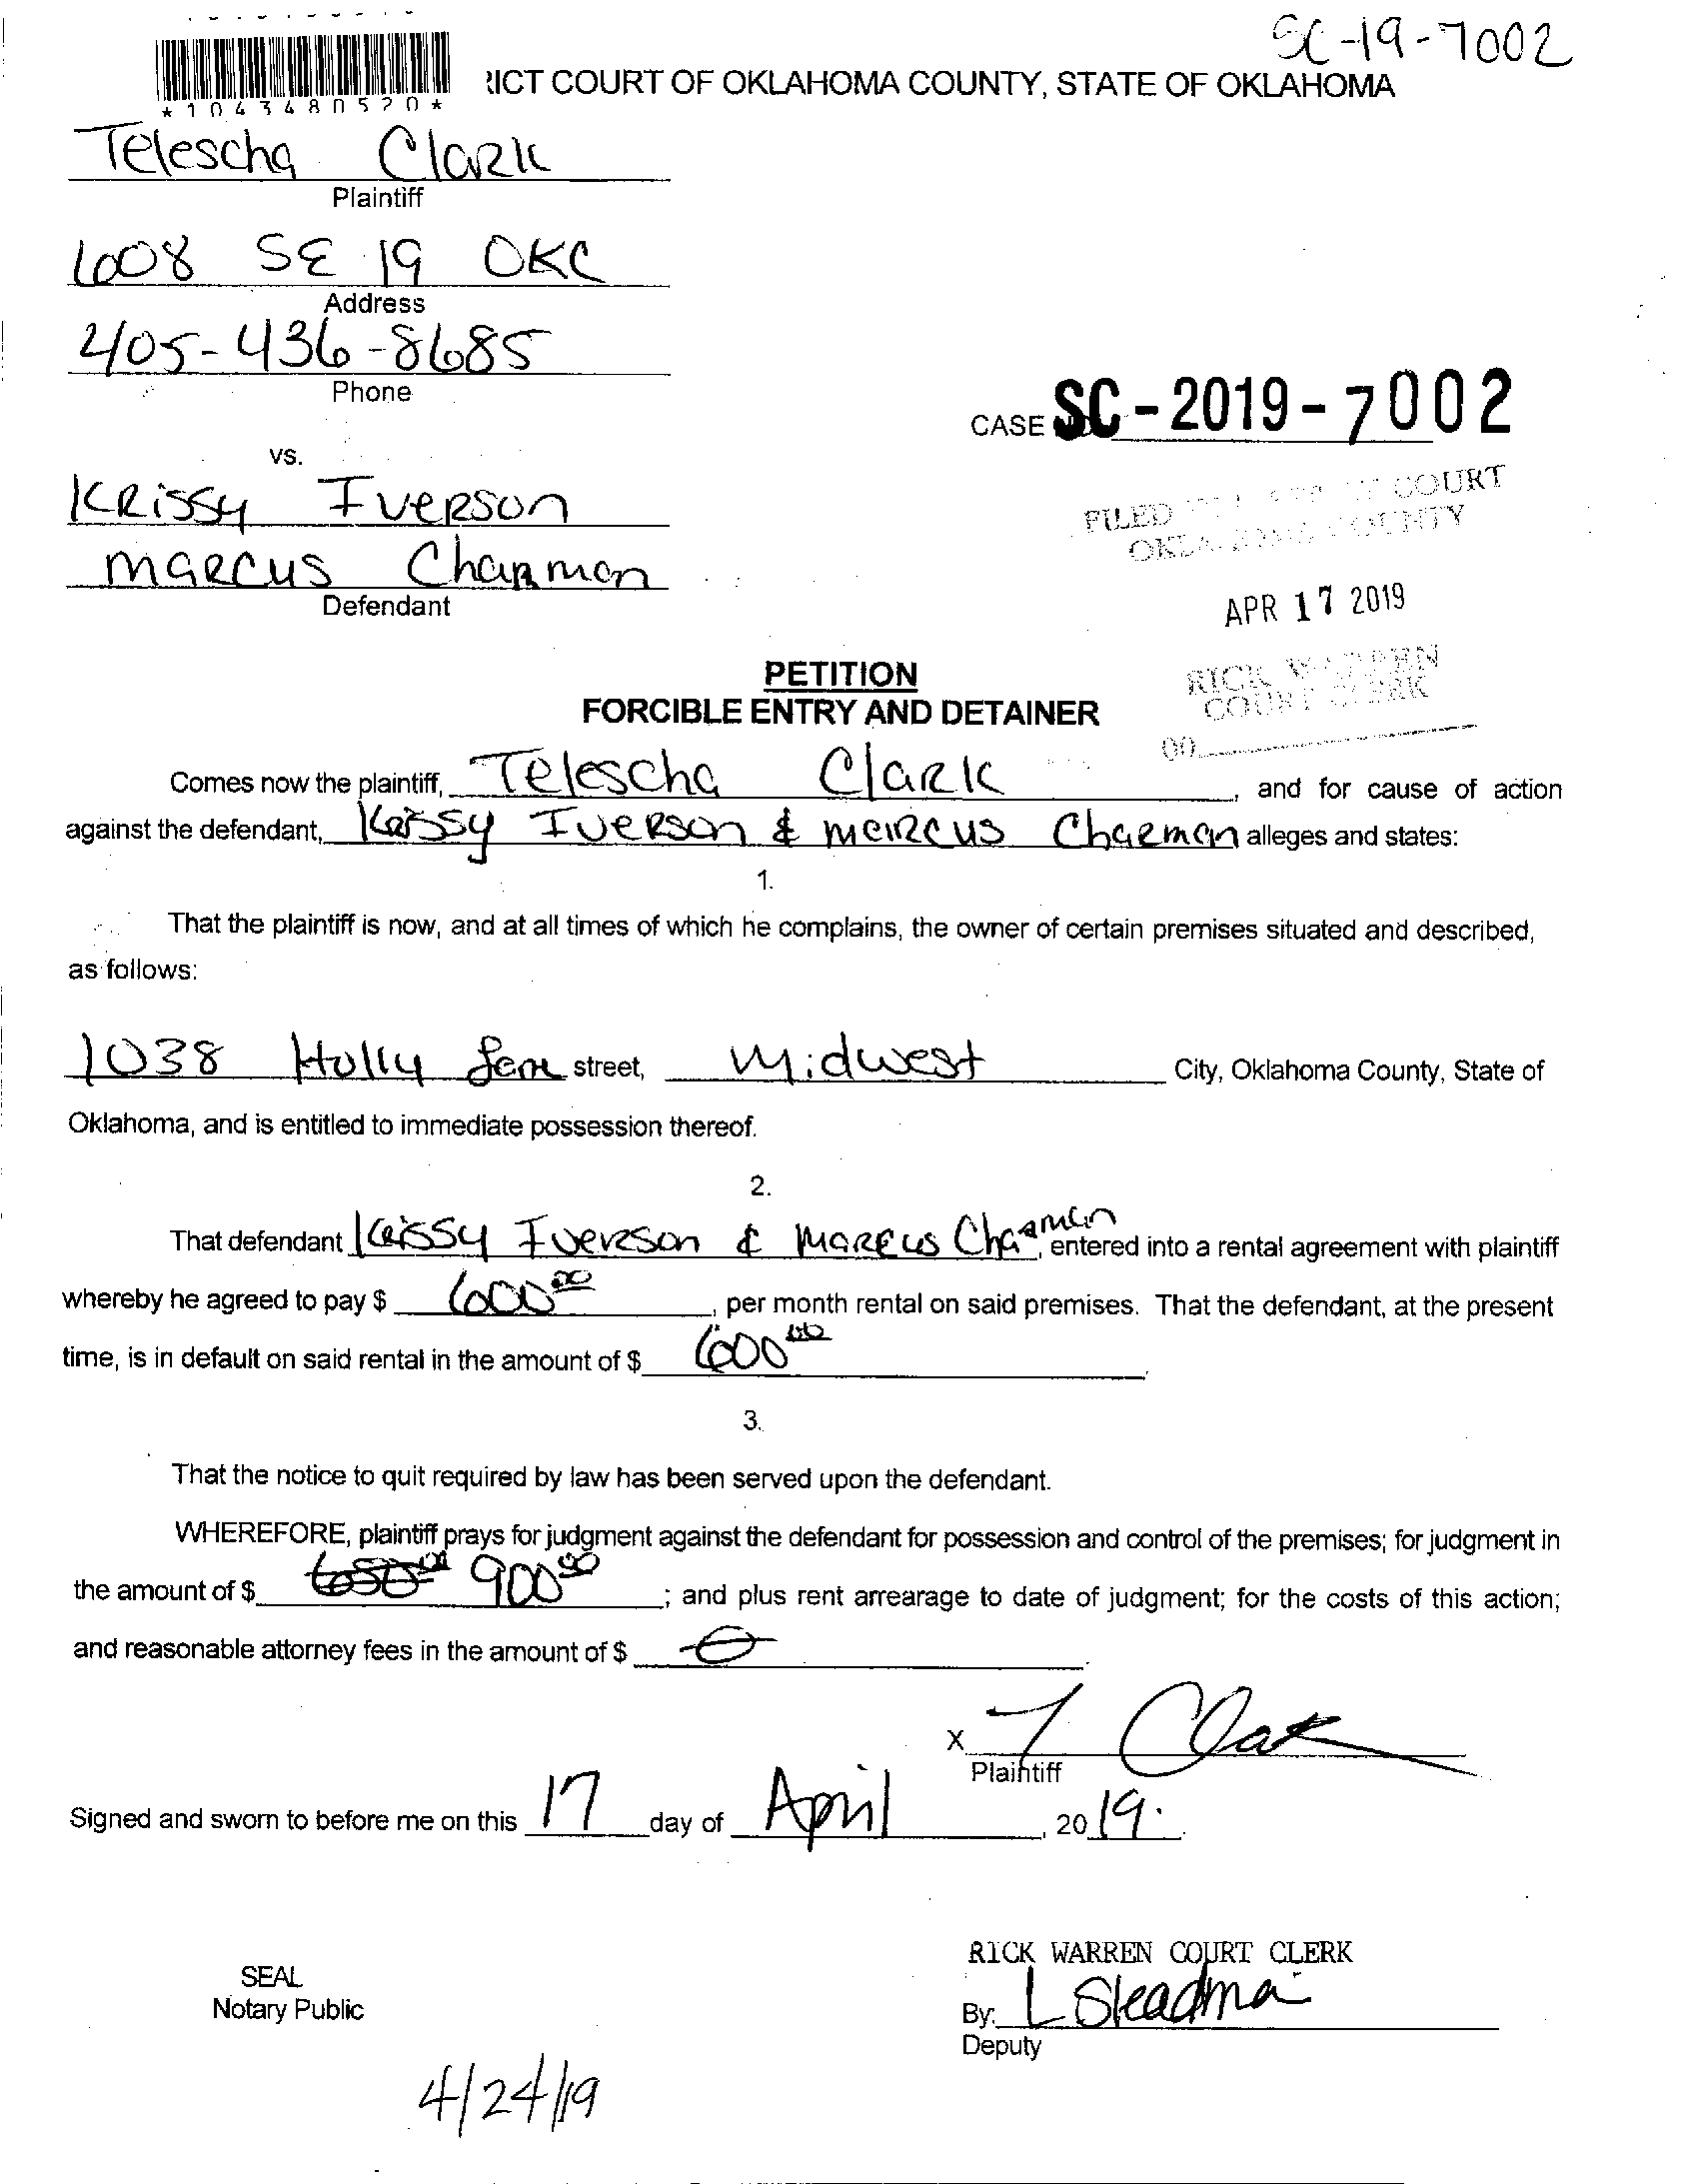 SC-19-7002
RICT COURT OF OKLAHOMA COUNTY, STATE OF OKLAHOMA
*1043480520*
Telescha Clark
Plaintiff
608 SE 19 OKC
Address
405-436-8685
Phone
CASE SC-2019-7002
vs.
Krissy Iverson
Marcus Chapman
Defendant
FILED COURT
OKLAHOMA COUNTY
APR 17 2019
RICK WARREN
COURT CLERK
PETITION
FORCIBLE ENTRY AND DETAINER
Comes now the plaintiff, Telescha Clark, and for cause of action
against the defendant, Krissy Iverson & Marcus alleges and states:
1.
That the plaintiff is now, and at all times of which he complains, the owner of certain premises situated and described,
as follows:
1038 Holly Lane street, Midwest City, Oklahoma County, State of
Oklahoma, and is entitled to immediate possession thereof.
2.
That defendant Krissy Iverson & Marcus, entered into a rental agreement with plaintiff
whereby he agreed to pay $ 600.00, per month rental on said premises. That the defendant, at the present
time, is in default on said rental in the amount of $ 600.00.
3.
That the notice to quit required by law has been served upon the defendant.
WHEREFORE, plaintiff prays for judgment against the defendant for possession and control of the premises; for judgment in
the amount of $ 900.00; and plus rent arrearage to date of judgment; for the costs of this action;
and reasonable attorney fees in the amount of $ 0.
X T Clark
Plaintiff
Signed and sworn to before me on this 17 day of April, 2019.
RICK WARREN COURT CLERK
SEAL
Notary Public
By: L Steadma
Deputy
4/24/19